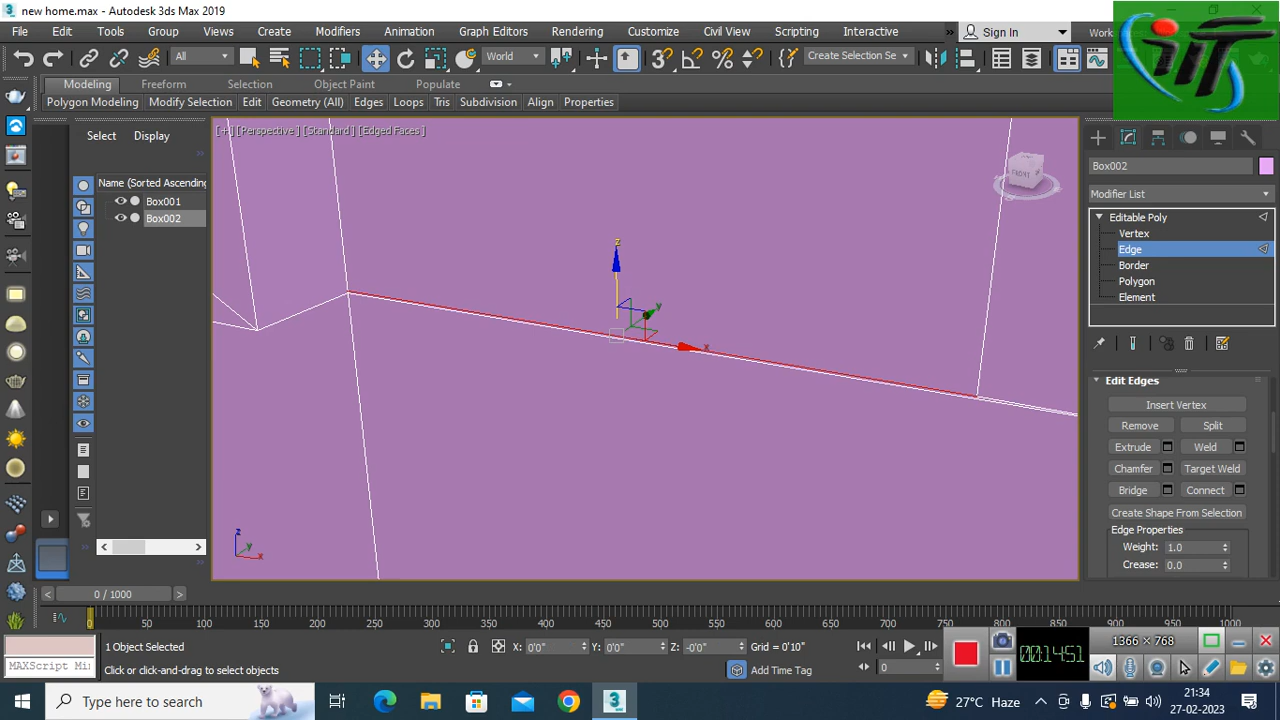 new home.max - Autodesk 3ds Max 2019
File Edit Tools Group Views Create Modifiers Animation Graph Editors Rendering Customize Civil View Scripting Interactive » Sign In
All World Create Selection Se
Modeling Freeform Selection Object Paint Populate
Polygon Modeling Modify Selection Edit Geometry (All) Edges Loops Tris Subdivision Align Properties
Select Display
[+] [Perspective] [Standard] [Edged Faces]
FRONT
Name (Sorted Ascending
Box001
Box002
Box002
Modifier List
Editable Poly
Vertex
Edge
Border
Polygon
Element
z
y
x
Edit Edges
Insert Vertex
Remove Split
Extrude Weld
Chamfer Target Weld
Bridge Connect
Create Shape From Selection
Edge Properties
Weight: 1.0
Crease: 0.0
z
y
x
< 0 / 1000 >
0 50 100 150 200 250 300 350 400 450 500 550 600 650 700 750 800 850 900 950 1000
1 Object Selected X: 0'0" Y: 0'0" Z: -0'0" Grid = 0'10"
MAXScript Mi Click or click-and-drag to select objects Add Time Tag 0
00:14:51
1366 × 768
Type here to search
27°C Haze
21:34
27-02-2023